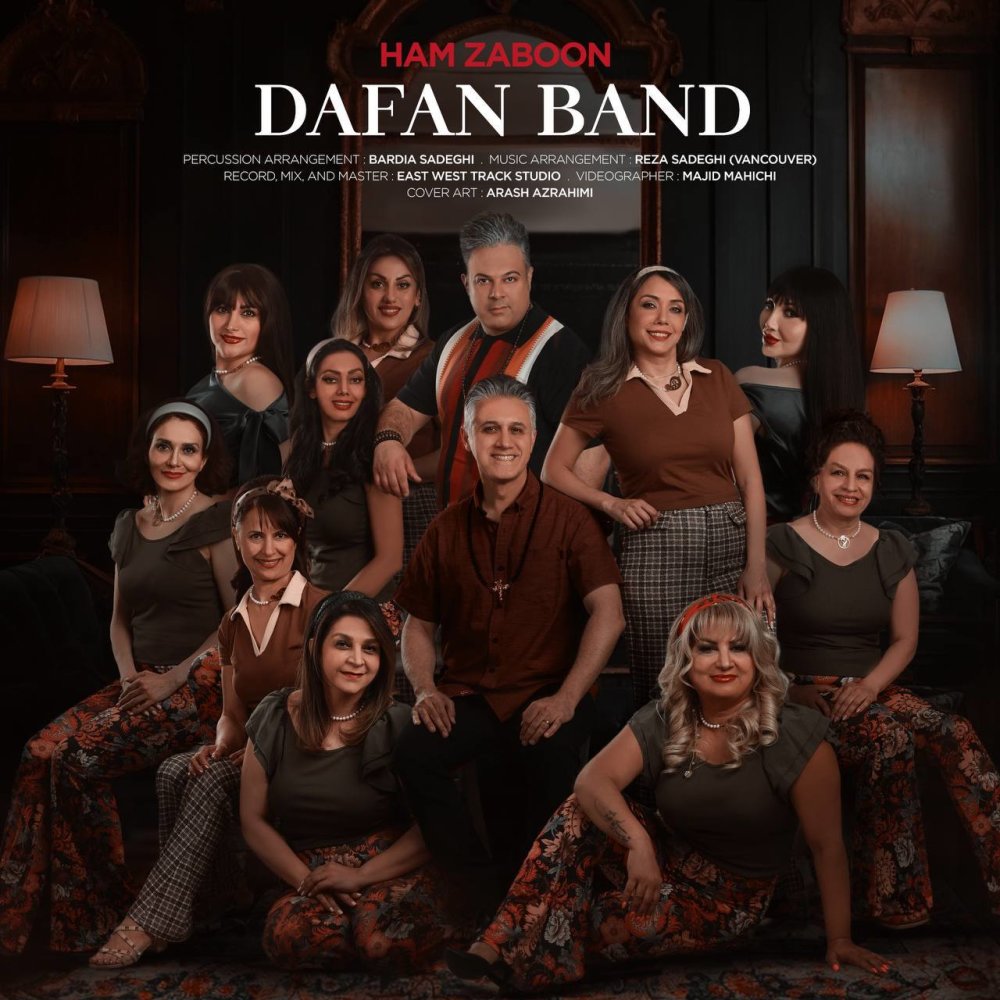 HAM ZABOON
DAFAN BAND
PERCUSSION ARRANGEMENT : BARDIA SADEGHI . MUSIC ARRANGEMENT : REZA SADEGHI (VANCOUVER)
RECORD, MIX, AND MASTER : EAST WEST TRACK STUDIO . VIDEOGRAPHER : MAJID MAHICHI
COVER ART : ARASH AZRAHIMI